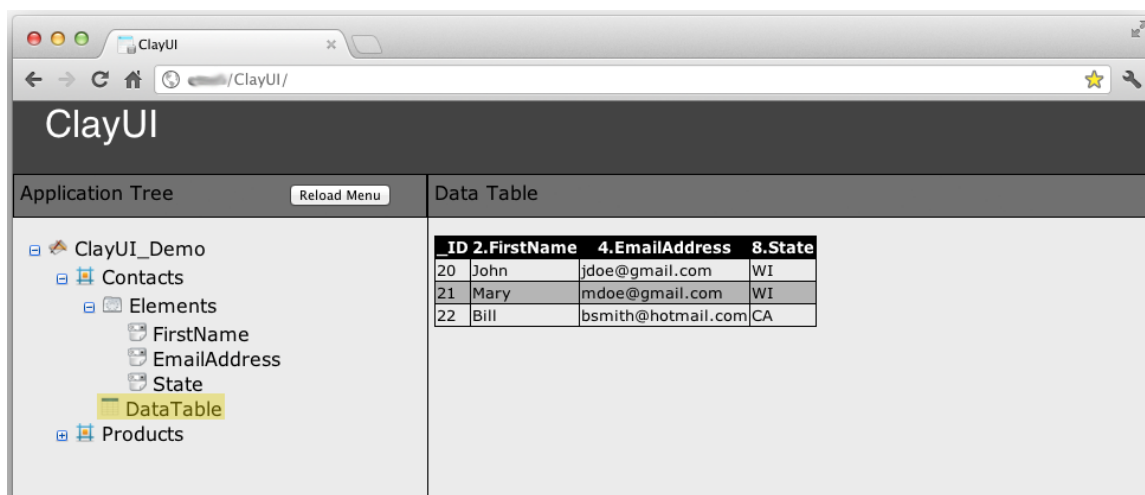 ClayUI
/ClayUI/
ClayUI
Application Tree
Reload Menu
Data Table
ClayUI_Demo
Contacts
Elements
FirstName
EmailAddress
State
DataTable
Products
_ID 2.FirstName 4.EmailAddress 8.State
20 John jdoe@gmail.com WI
21 Mary mdoe@gmail.com WI
22 Bill bsmith@hotmail.com CA